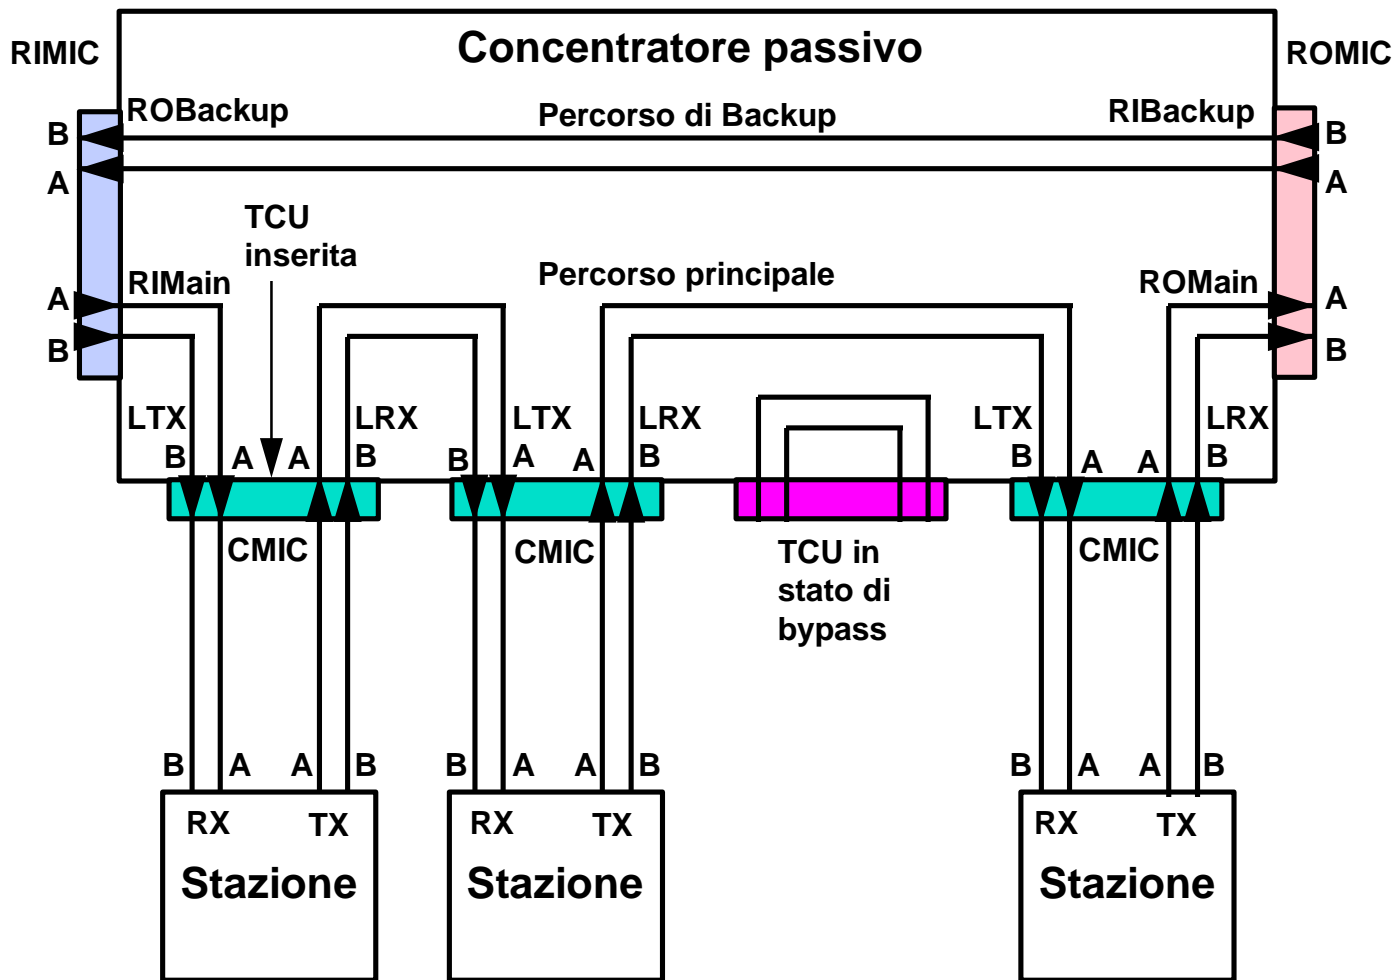 Concentratore passivo
RIMIC
ROMIC
ROBackup
Percorso di Backup
RIBackup
B
B
A
A
TCU
inserita
RIMain
Percorso principale
ROMain
A
A
B
B
LTX
LRX
LTX
LRX
LTX
LRX
B
A
A
B
B
A
A
B
B
A
A
B
CMIC
CMIC
TCU in
stato di
bypass
CMIC
B
A
A
B
B
A
A
B
B
A
A
B
RX
TX
RX
TX
RX
TX
Stazione
Stazione
Stazione